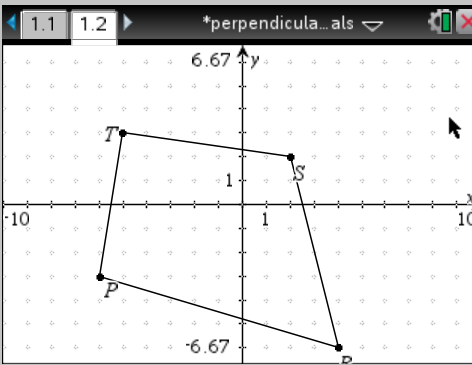 1.1 1.2 *perpendicula…als
6.67 y
T
S
1
x
-10 1 10
P
-6.67